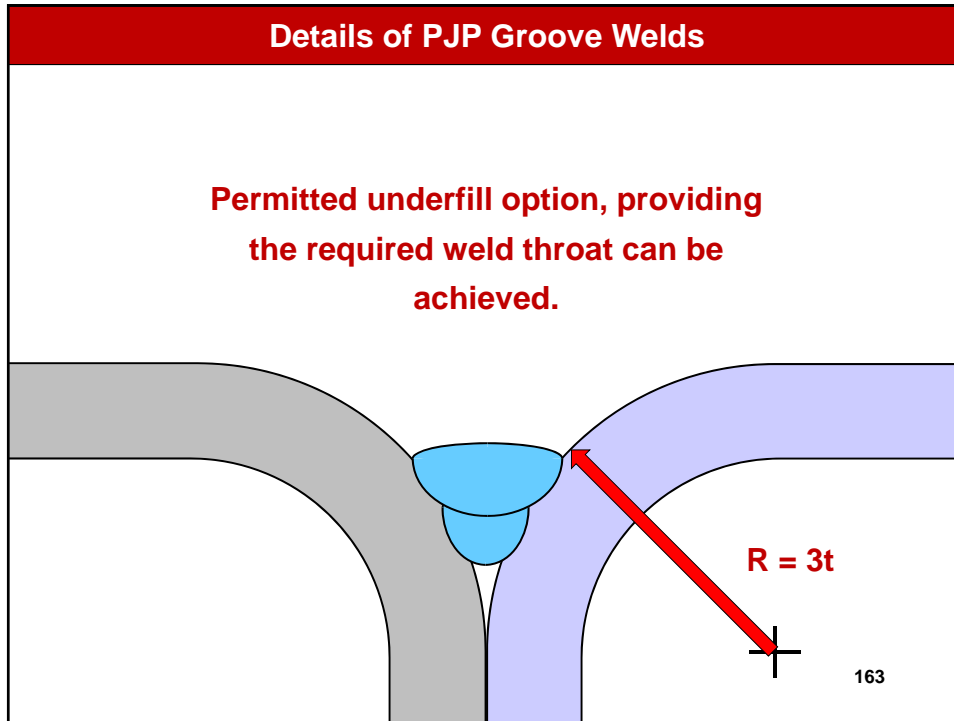 Details of PJP Groove Welds
Permitted underfill option, providing
the required weld throat can be
achieved.
R = 3t
163